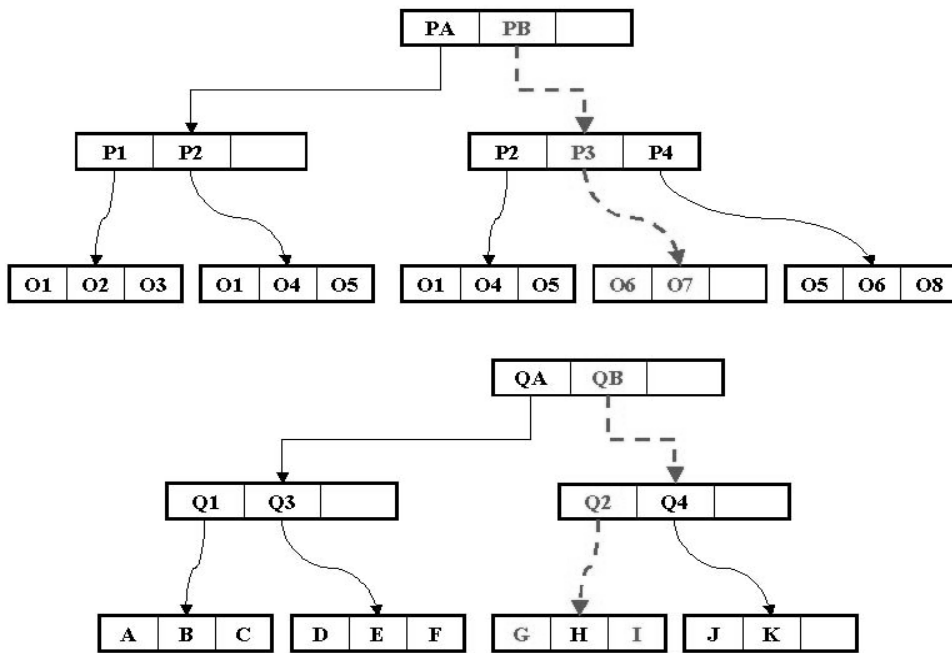 PA PB
P1 P2
P2 P3 P4
O1 O2 O3
O1 O4 O5
O1 O4 O5
O6 O7
O5 O6 O8
QA QB
Q1 Q3
Q2 Q4
A B C
D E F
G H I
J K